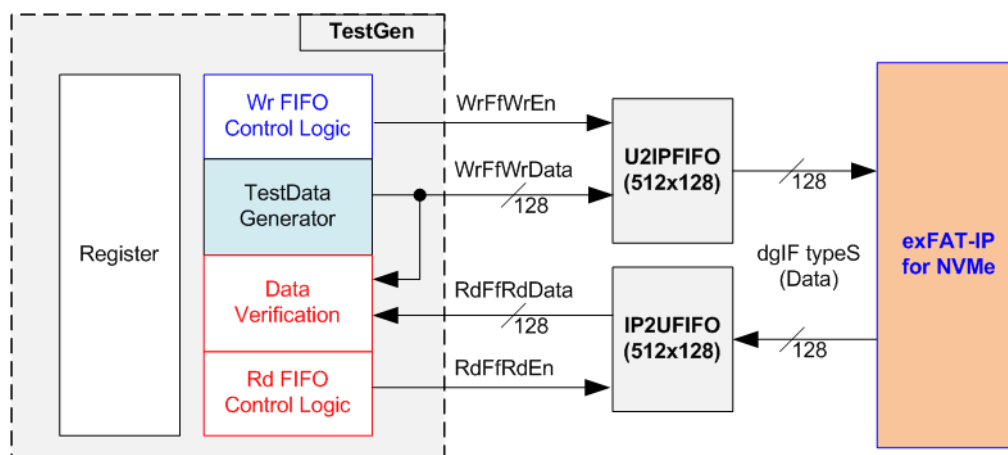 TestGen
Register
Wr FIFO
Control Logic
TestData
Generator
Data
Verification
Rd FIFO
Control Logic
WrFfWrEn
WrFfWrData
128
RdFfRdData
128
RdFfRdEn
U2IPFIFO
(512x128)
IP2UFIFO
(512x128)
128
dgIF typeS
(Data)
128
exFAT-IP
for NVMe